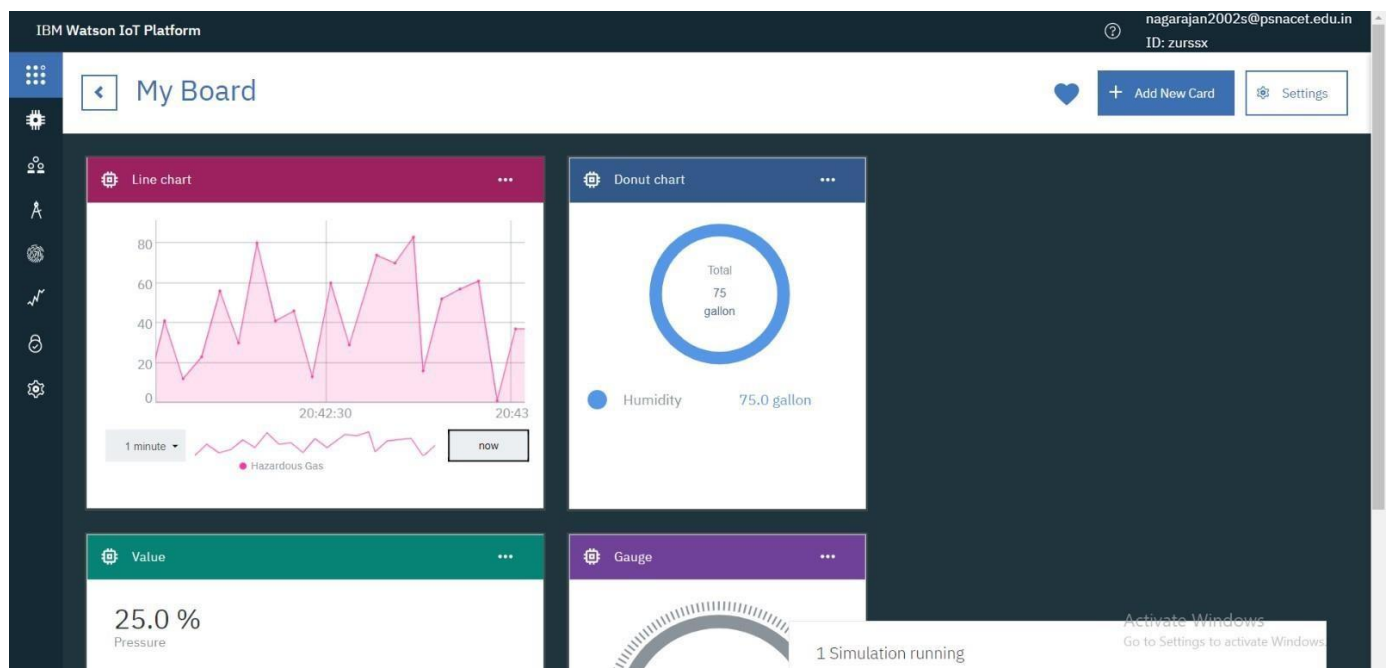 IBM Watson IoT Platform
nagarajan2002s@psnacet.edu.in
ID: zurssx
My Board
Add New Card
Settings
Line chart
80
60
40
20
0
20:42:30
20:43
1 minute
now
Hazardous Gas
Donut chart
Total
75
gallon
Humidity 75.0 gallon
Value
25.0 %
Pressure
Gauge
1 Simulation running
Activate Windows
Go to Settings to activate Windows.